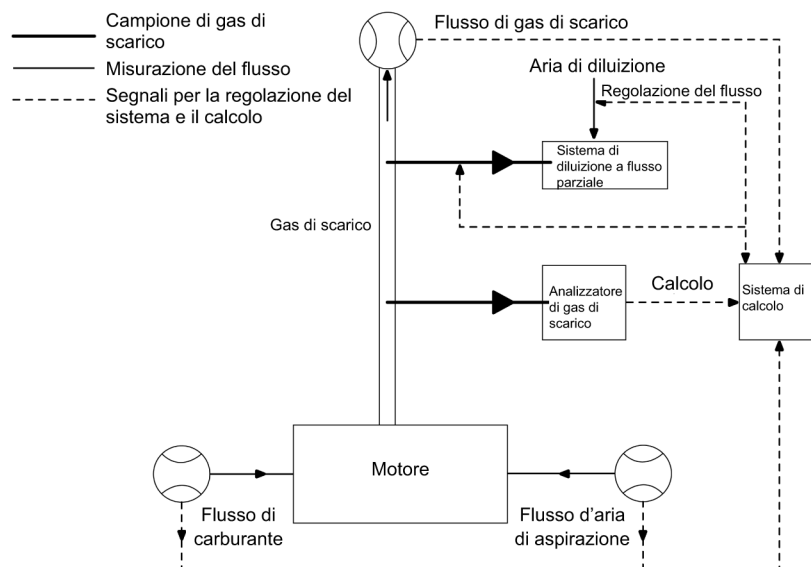 Campione di gas di
scarico
Misurazione del flusso
Segnali per la regolazione del
sistema e il calcolo
Flusso di gas di scarico
Aria di diluizione
Regolazione del flusso
Sistema di
diluizione a flusso
parziale
Gas di scarico
Analizzatore
di gas di
scarico
Calcolo
Sistema di
calcolo
Motore
Flusso di
carburante
Flusso d'aria
di aspirazione